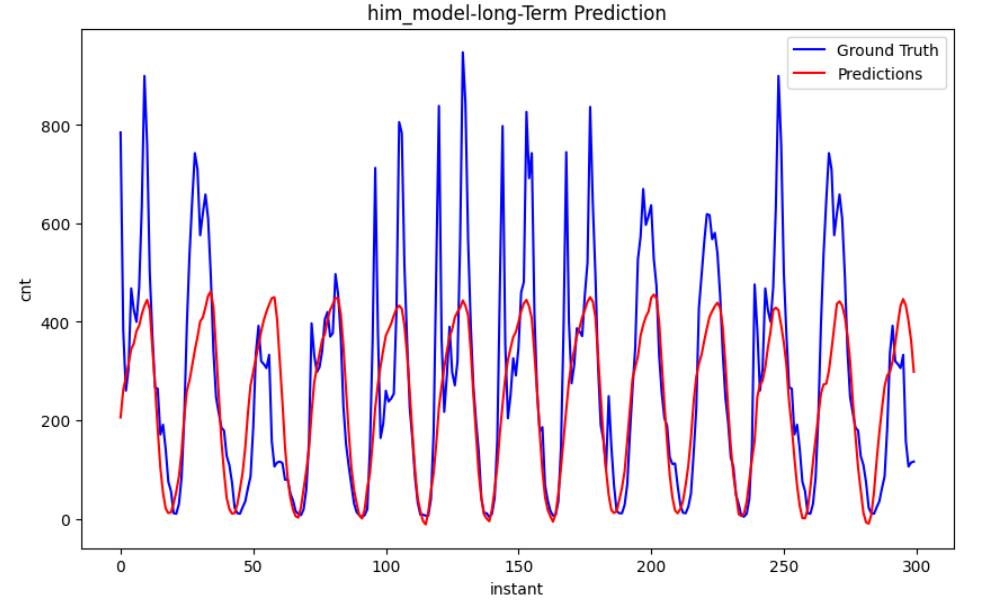 him_model-long-Term Prediction
Ground Truth
Predictions
800
600
400
200
0
cnt
0 50 100 150 200 250 300
instant